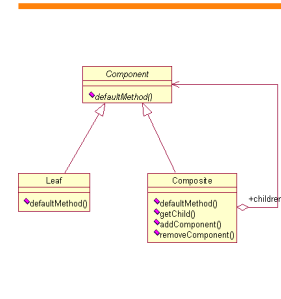 Component
defaultMethod()
Leaf
defaultMethod()
Composite
defaultMethod()
getChild()
addComponent()
removeComponent()
+children